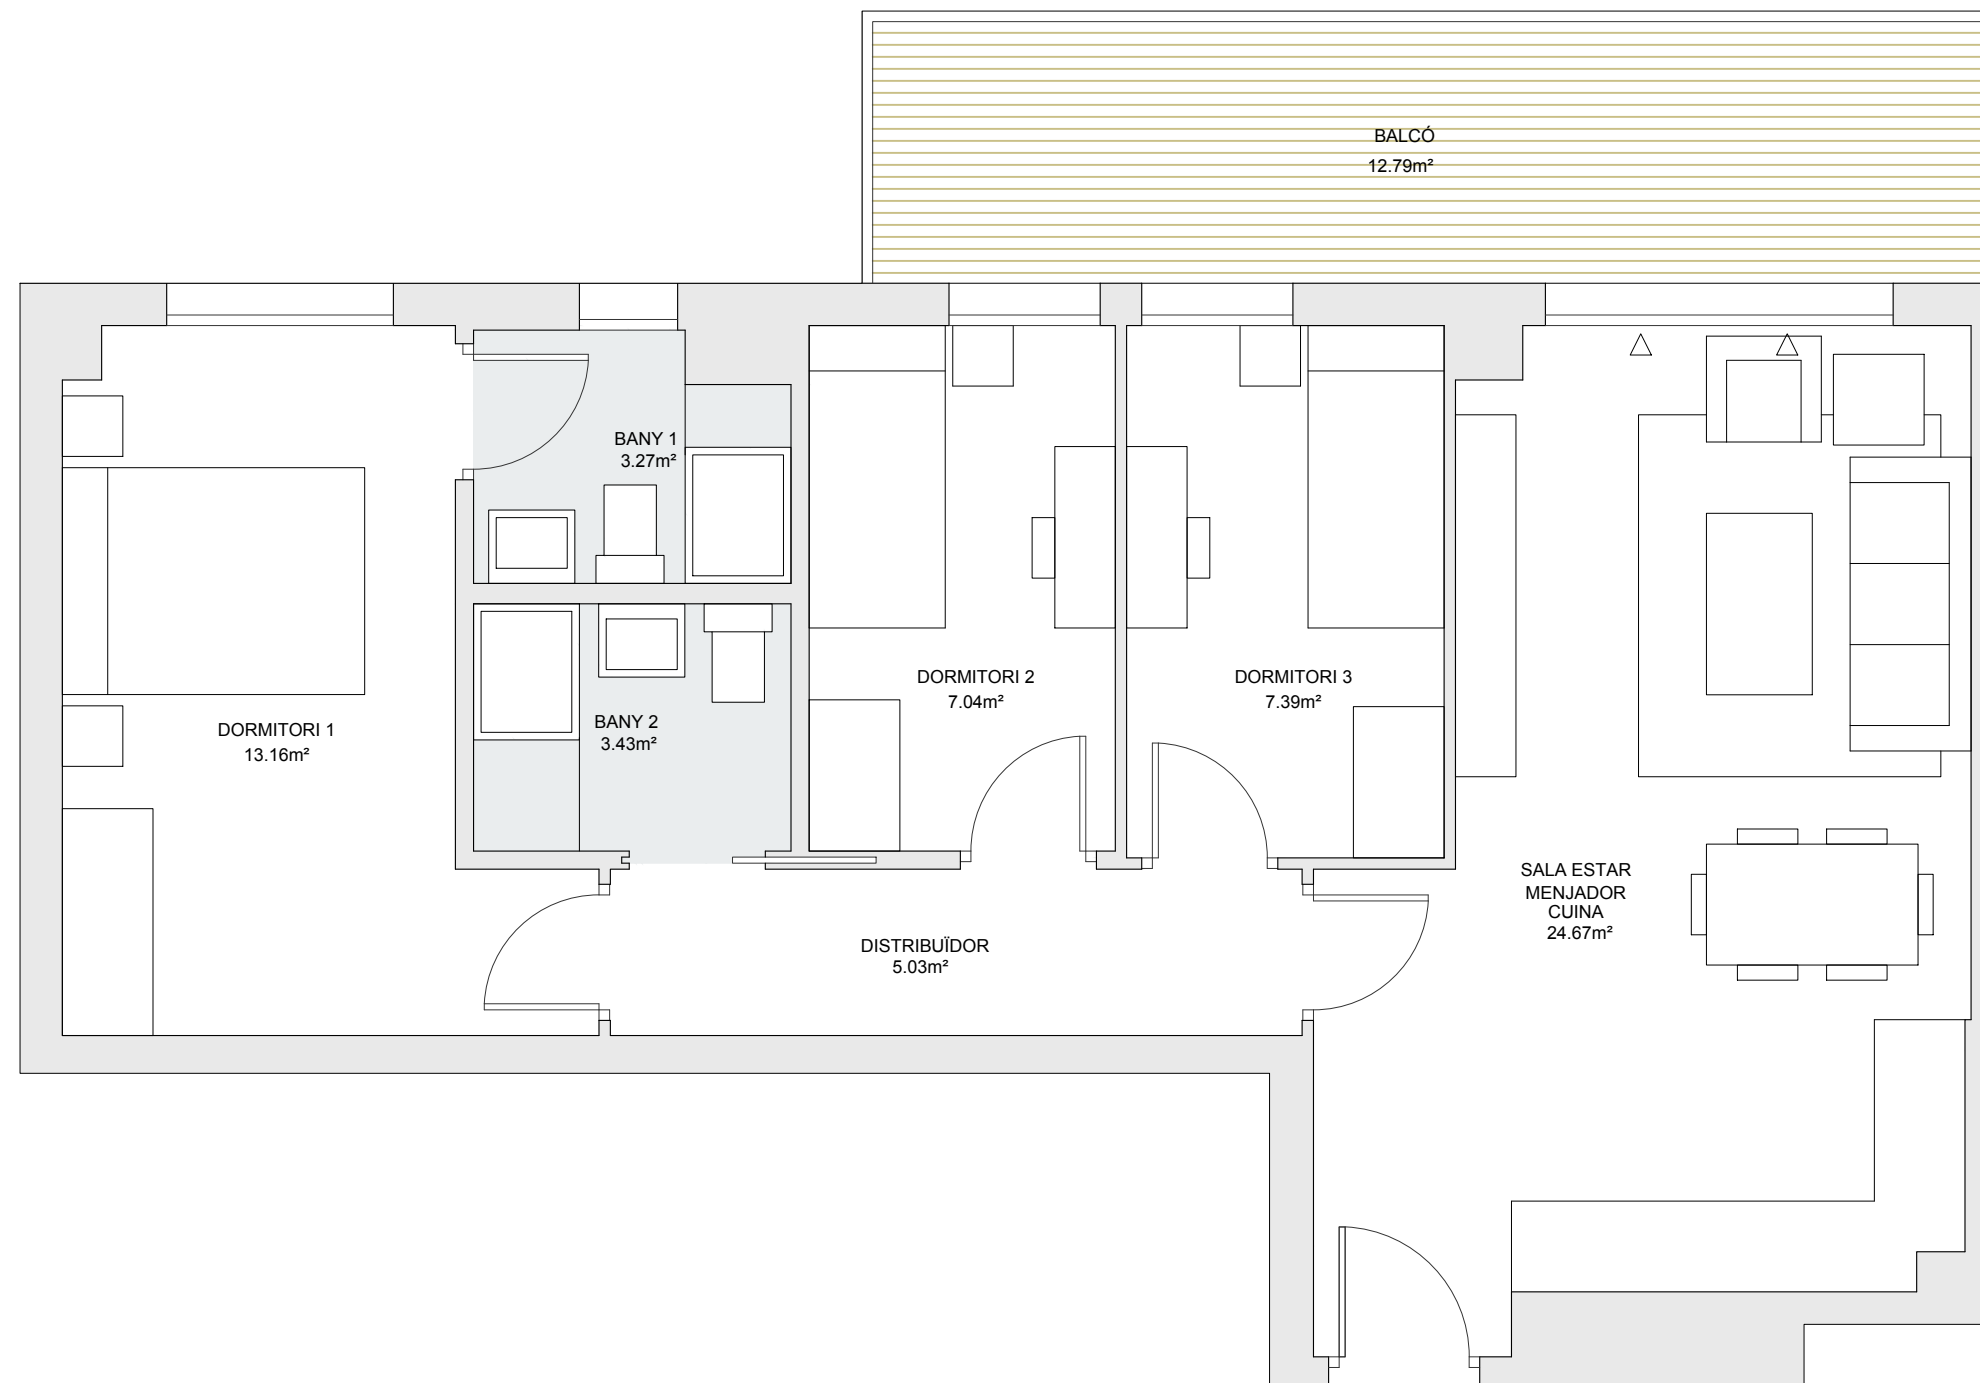 BALCÓ
12.79m²
BANY 1
3.27m²
DORMITORI 2
7.04m²
DORMITORI 3
7.39m²
BANY 2
3.43m²
DORMITORI 1
13.16m²
SALA ESTAR
MENJADOR
CUINA
24.67m²
DISTRIBUÏDOR
5.03m²